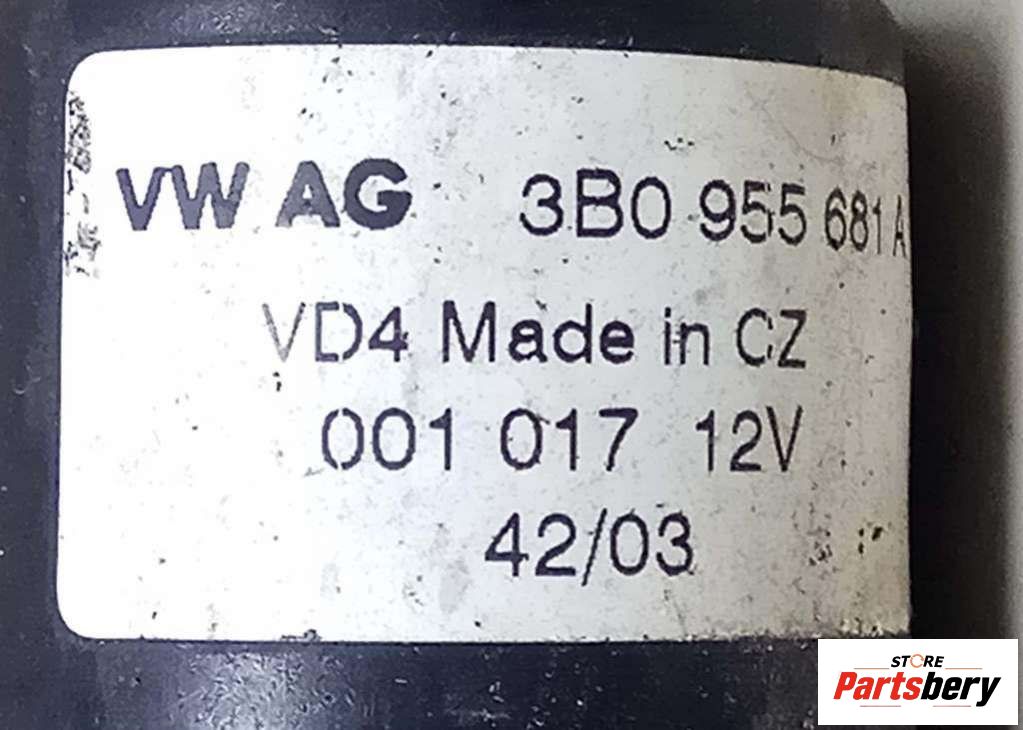 VW AG 3B0 955 681 A
VD4 Made in CZ
001 017 12V
42/03
STORE
Partsbery